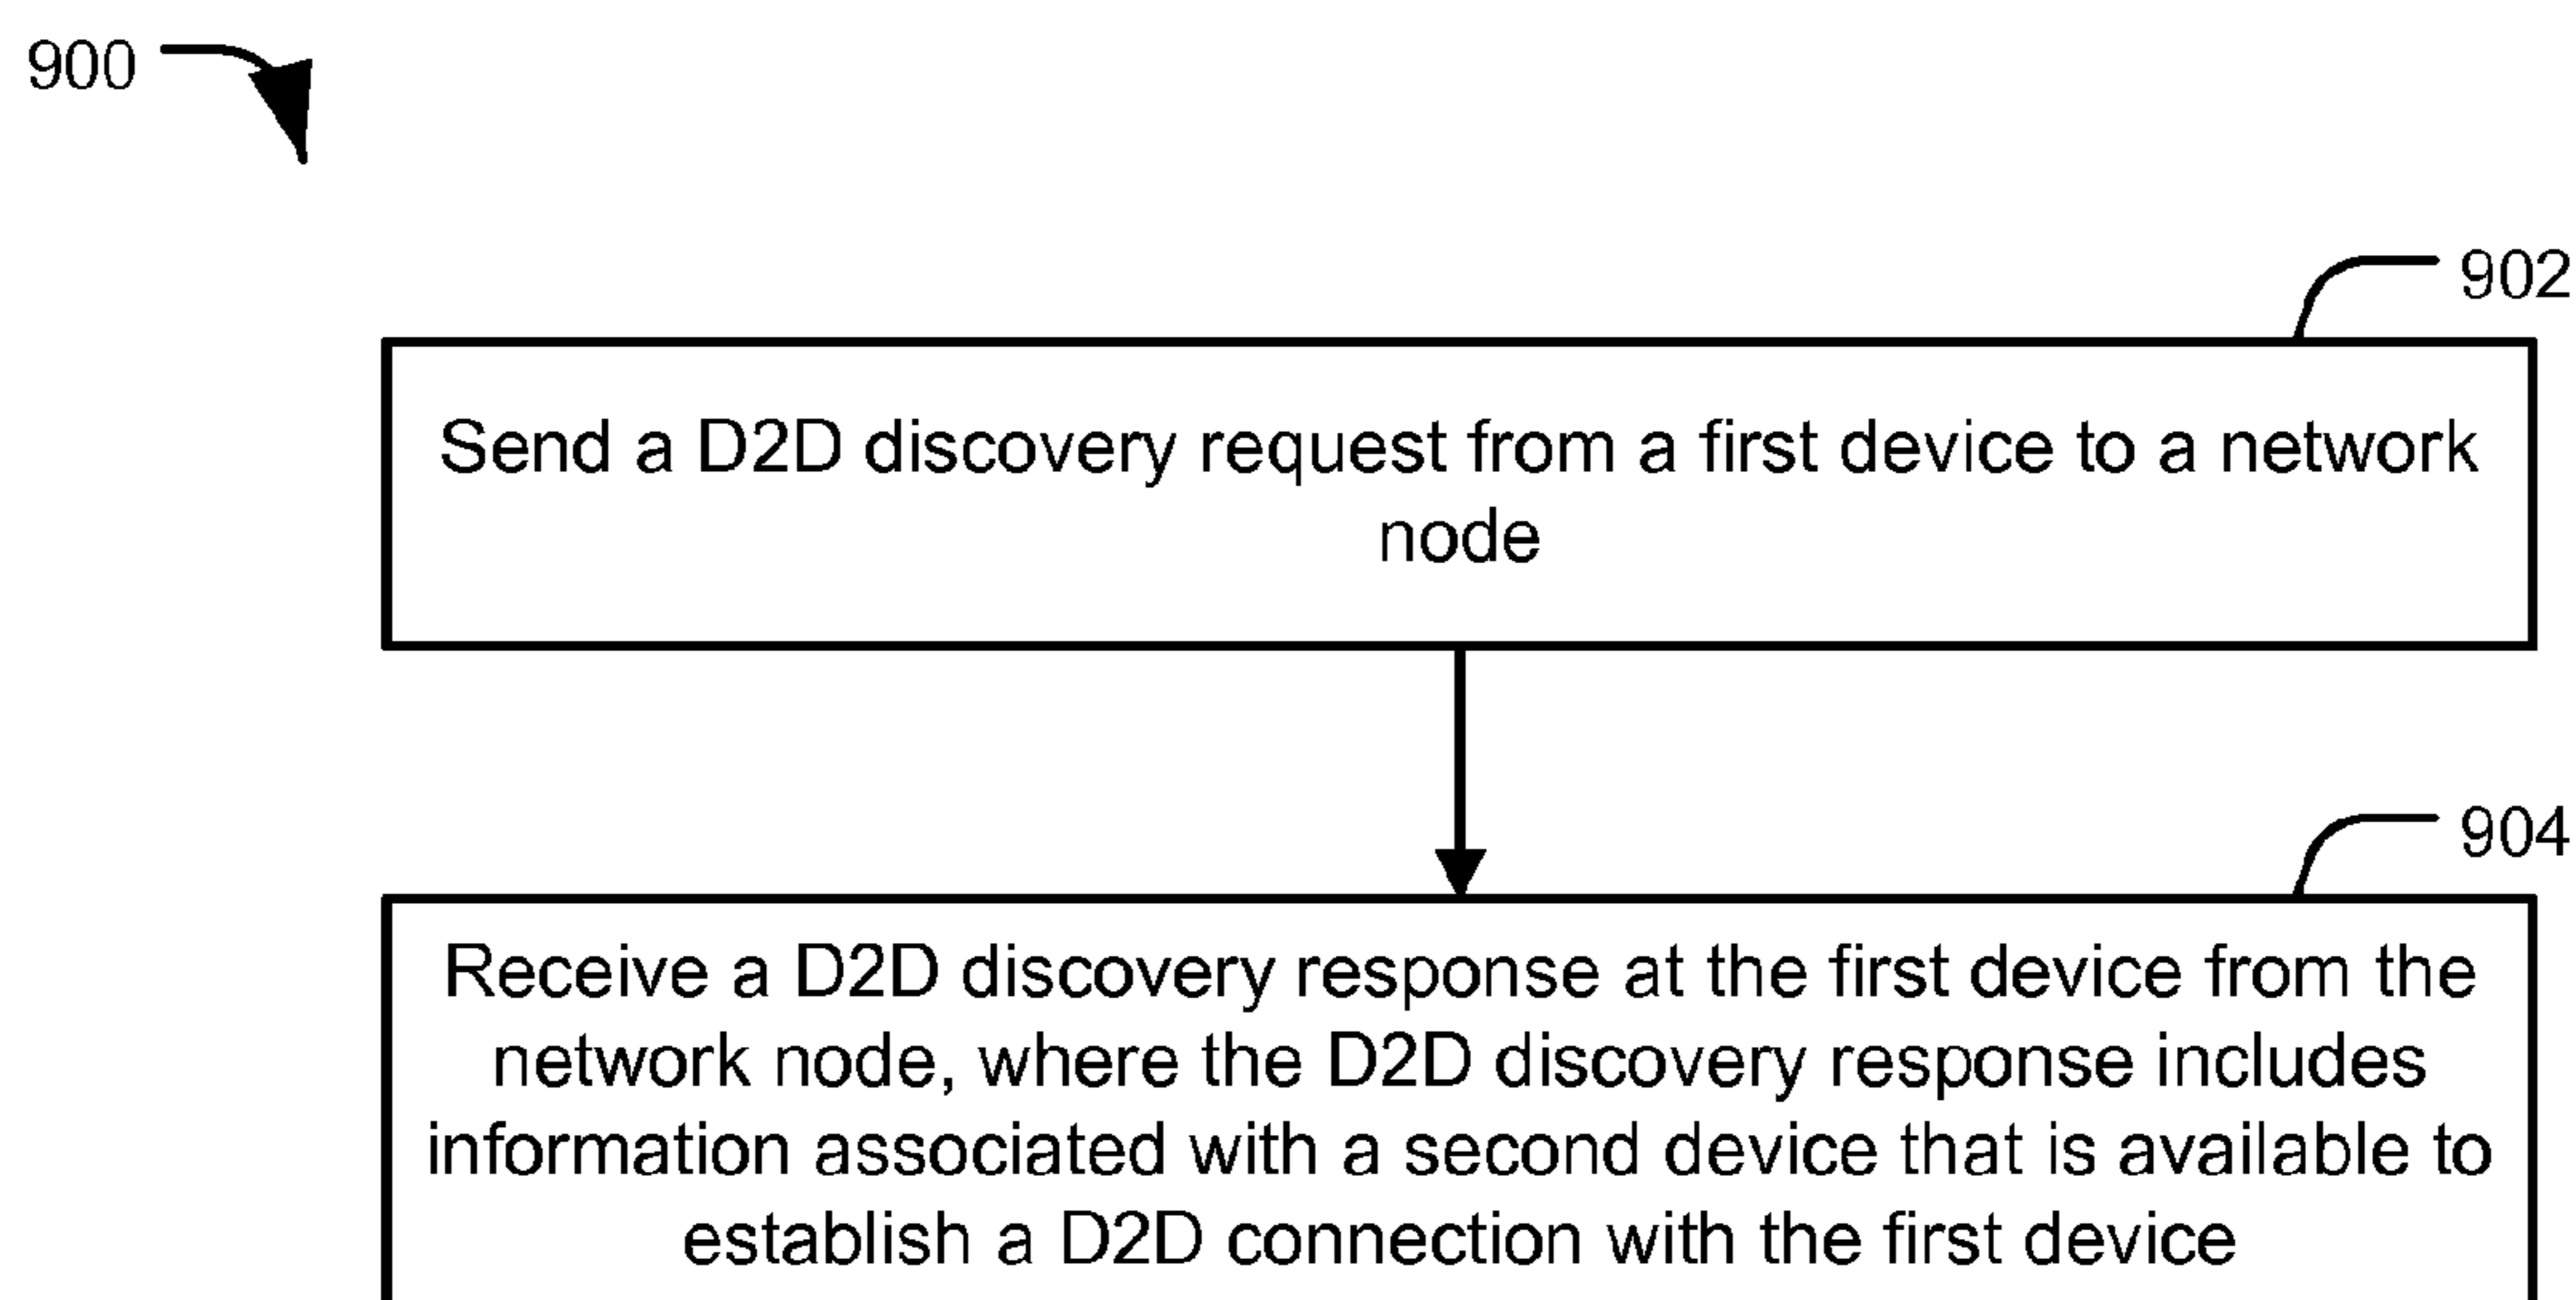 900
902
Send a D2D discovery request from a first device to a network
node
904
Receive a D2D discovery response at the first device from the
network node, where the D2D discovery response includes
information associated with a second device that is available to
establish a D2D connection with the first device